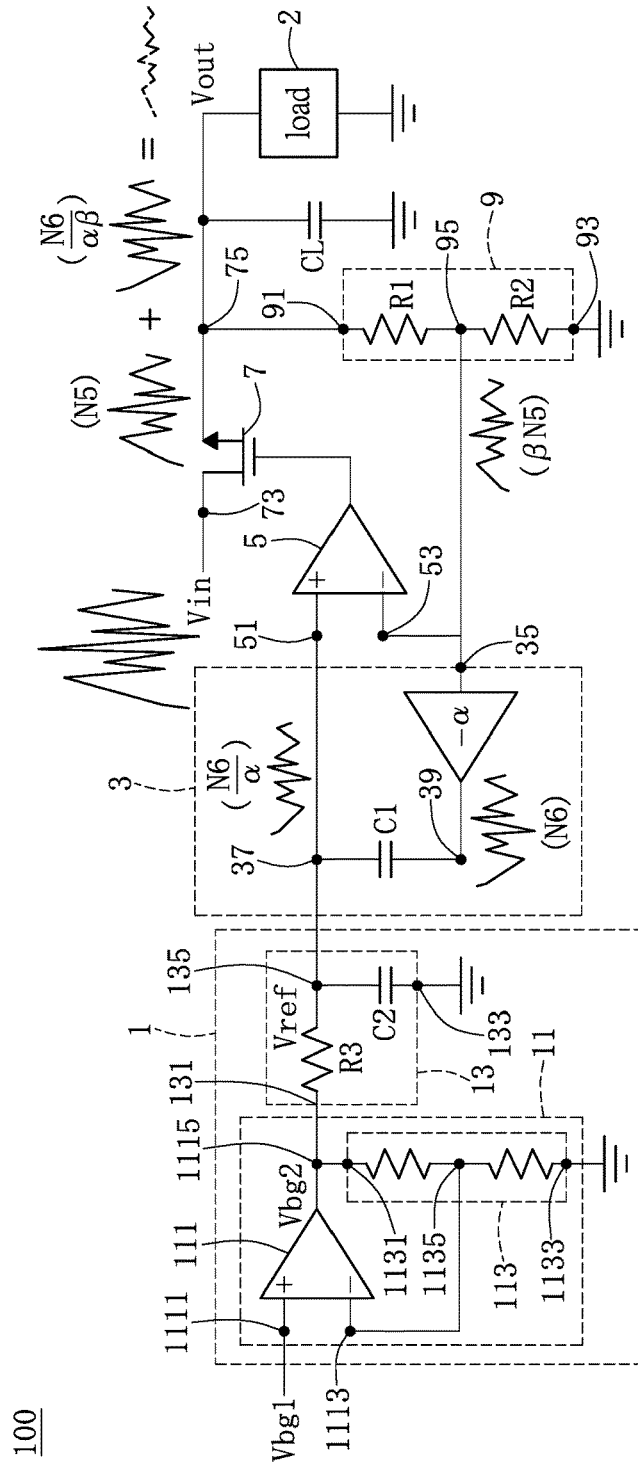 100
Vbg1
1111
1113
111
Vbg2
1115
1131
1135
113
1133
11
131
Vref
R3
135
C2
133
13
1
3
37
(N6/α)
C1
39
(N6)
−α
35
51
53
+
−
+
−
5
Vin
73
7
(N5)
+
(N6/αβ)
=
75
Vout
91
R1
95
R2
93
9
(βN5)
CL
load
2